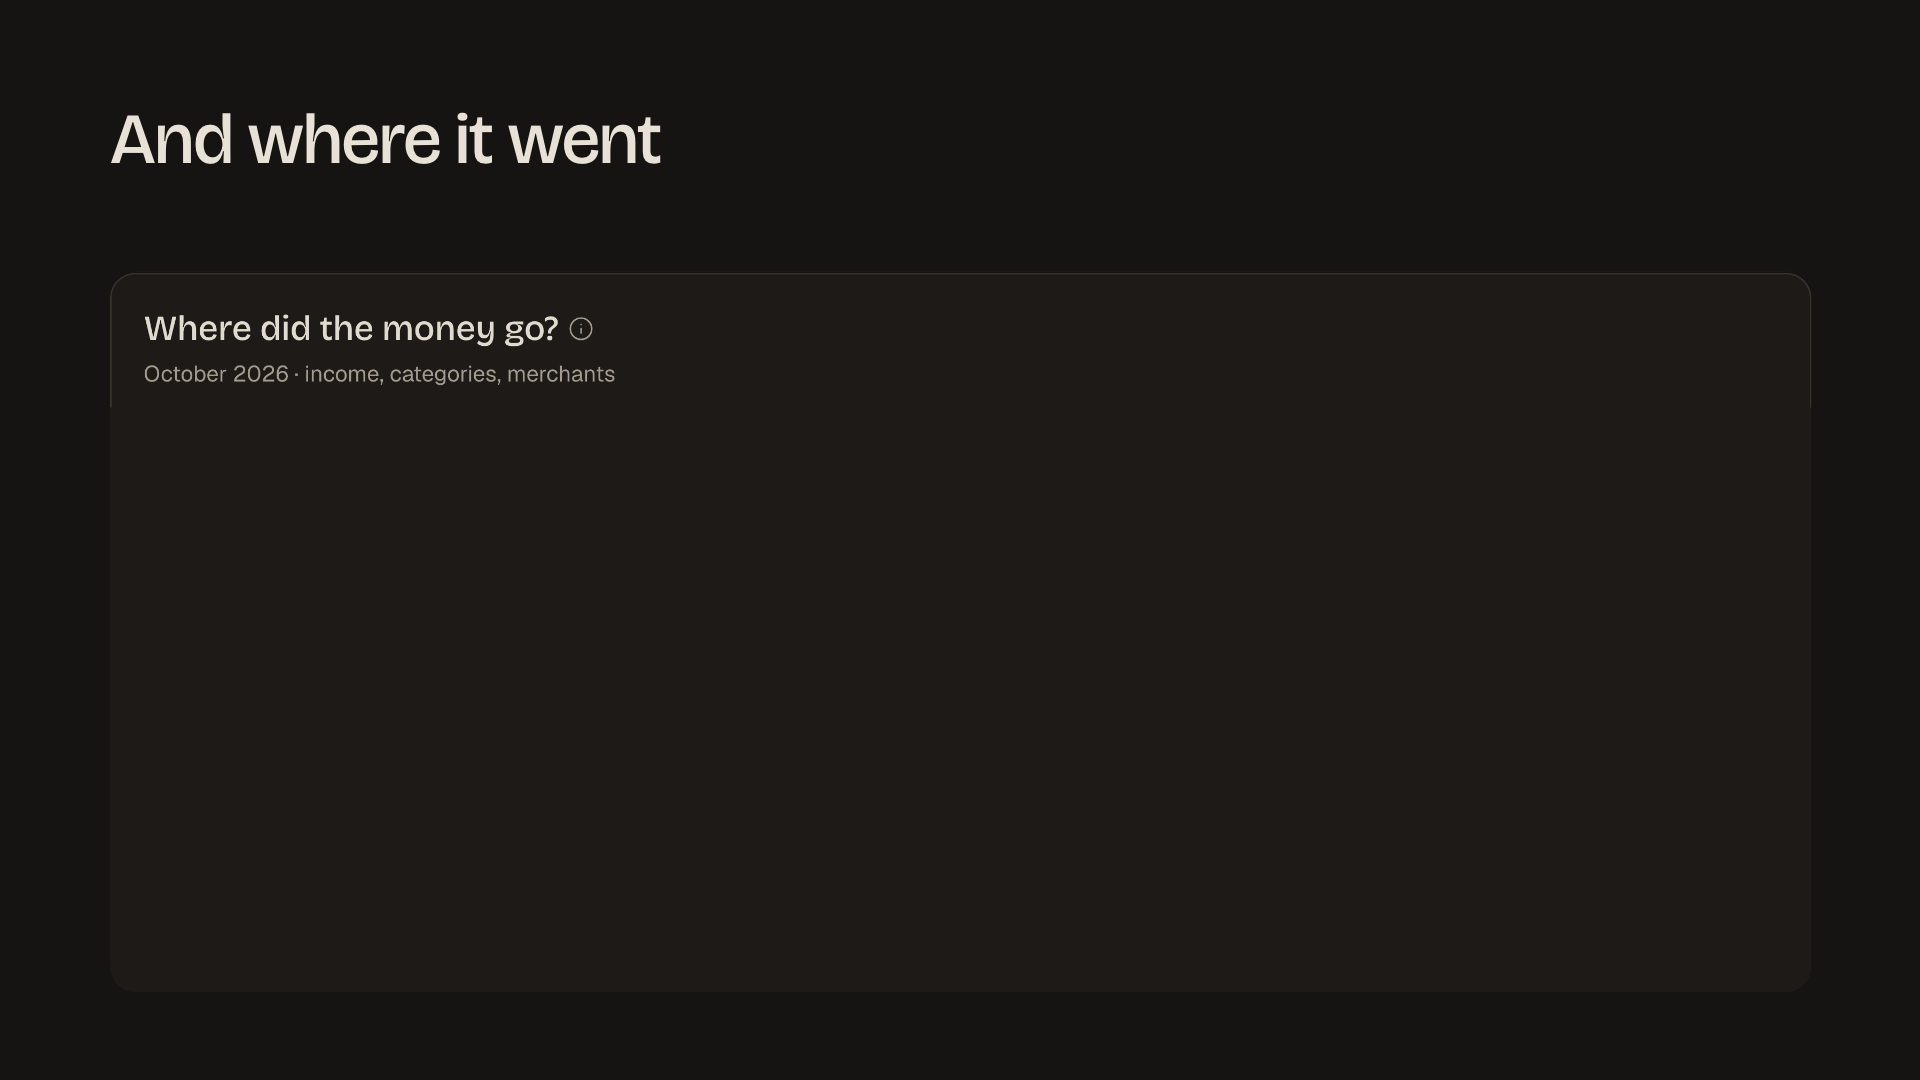 And where it went
Where did the money go?
October 2026 · income, categories, merchants